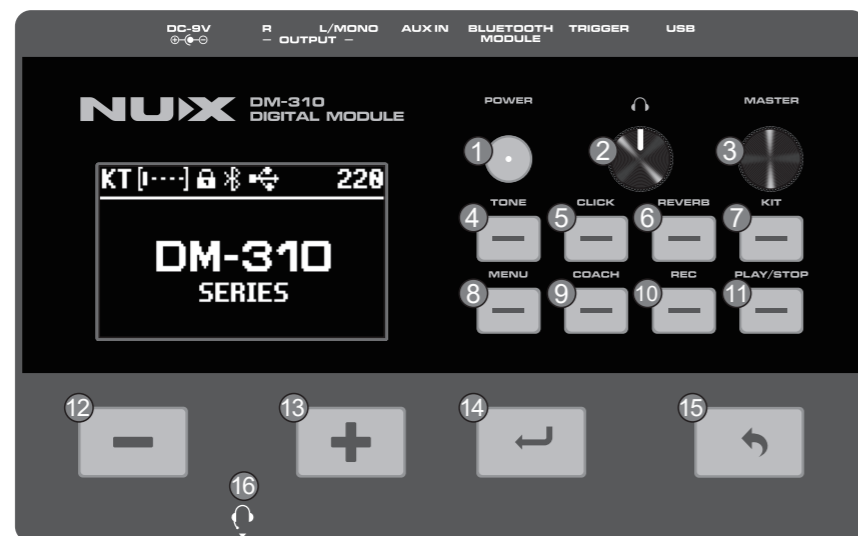 DC-9V R L/MONO AUX IN BLUETOOTH TRIGGER USB
– OUTPUT – MODULE
NUX DM-310
DIGITAL MODULE
POWER MASTER
1 2 3
KT [ı----] 220
DM-310
SERIES
TONE CLICK REVERB KIT
4 5 6 7
MENU COACH REC PLAY/STOP
8 9 10 11
12 13 14 15
16